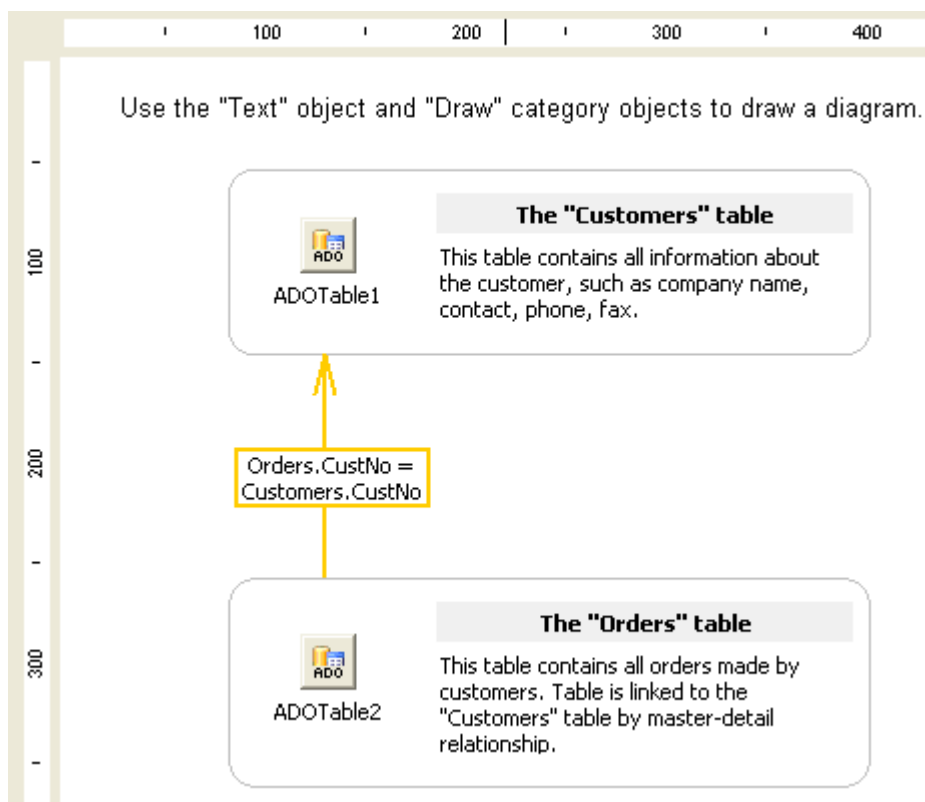 100 200 300 400
Use the "Text" object and "Draw" category objects to draw a diagram.
100
200
300
ADO
ADOTable1
The "Customers" table
This table contains all information about
the customer, such as company name,
contact, phone, fax.
Orders.CustNo =
Customers.CustNo
ADO
ADOTable2
The "Orders" table
This table contains all orders made by
customers. Table is linked to the
"Customers" table by master-detail
relationship.